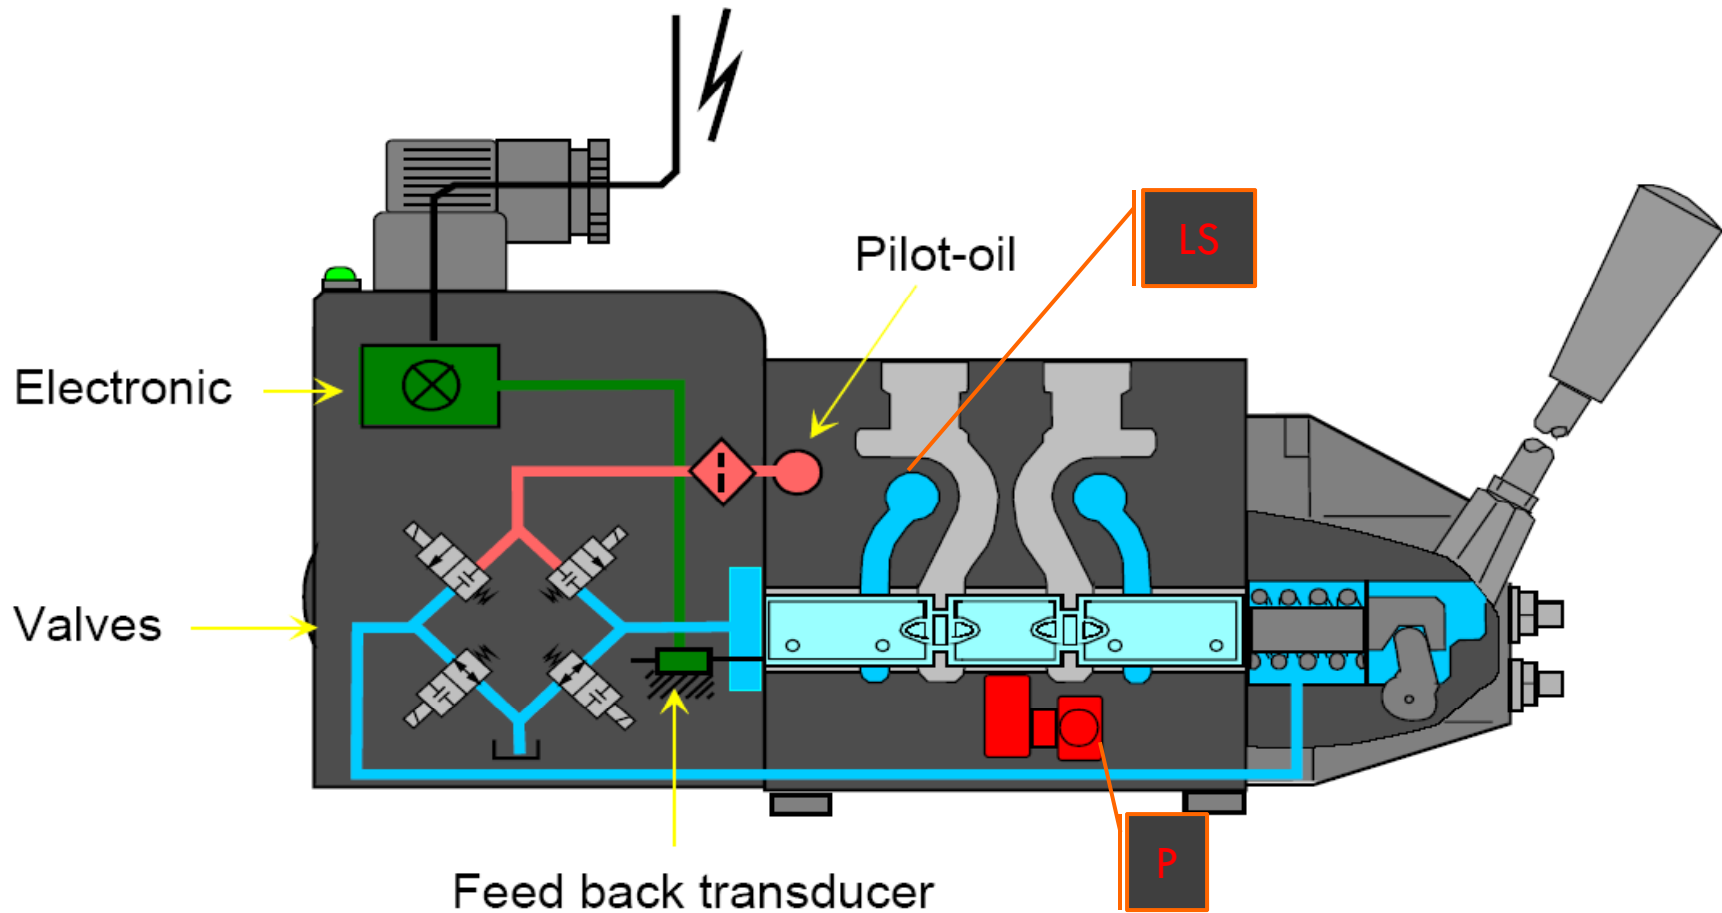 LS
Pilot-oil
Electronic
Valves
P
Feed back transducer